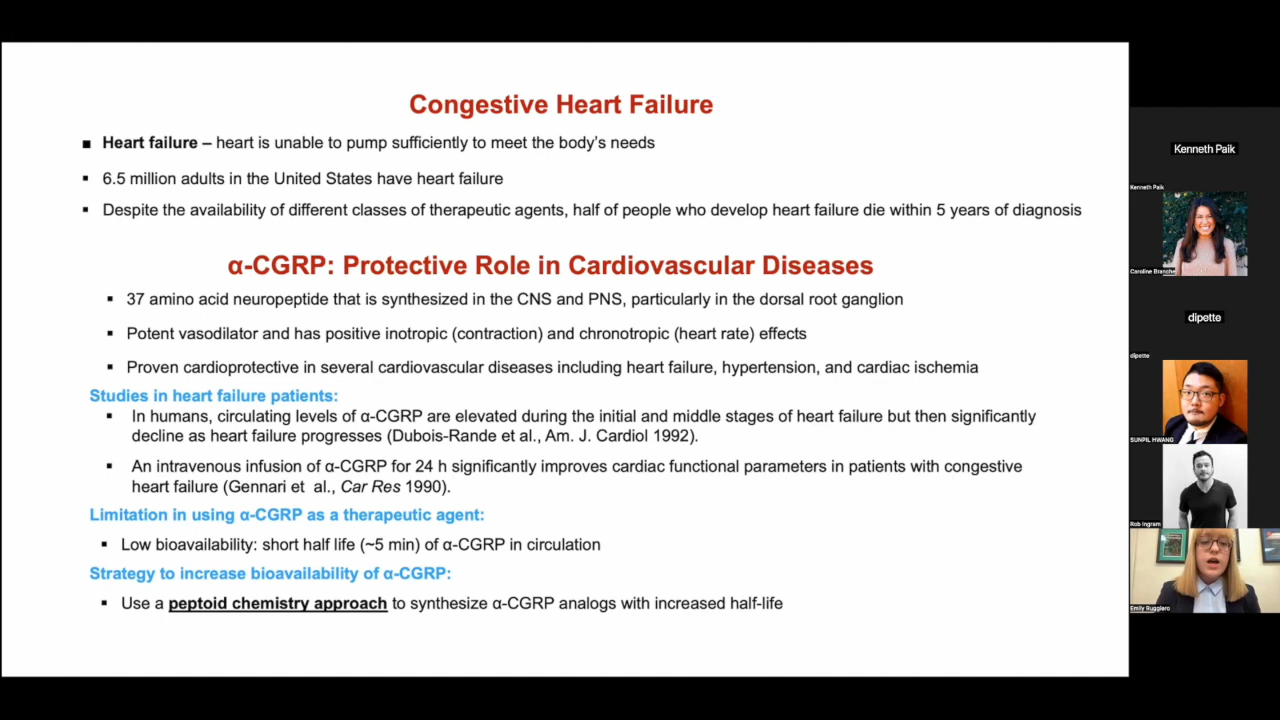 Congestive Heart Failure
▪ Heart failure – heart is unable to pump sufficiently to meet the body's needs
▪ 6.5 million adults in the United States have heart failure
▪ Despite the availability of different classes of therapeutic agents, half of people who develop heart failure die within 5 years of diagnosis
α-CGRP: Protective Role in Cardiovascular Diseases
▪ 37 amino acid neuropeptide that is synthesized in the CNS and PNS, particularly in the dorsal root ganglion
▪ Potent vasodilator and has positive inotropic (contraction) and chronotropic (heart rate) effects
▪ Proven cardioprotective in several cardiovascular diseases including heart failure, hypertension, and cardiac ischemia
Studies in heart failure patients:
▪ In humans, circulating levels of α-CGRP are elevated during the initial and middle stages of heart failure but then significantly
decline as heart failure progresses (Dubois-Rande et al., Am. J. Cardiol 1992).
▪ An intravenous infusion of α-CGRP for 24 h significantly improves cardiac functional parameters in patients with congestive
heart failure (Gennari et al., Car Res 1990).
Limitation in using α-CGRP as a therapeutic agent:
▪ Low bioavailability: short half life (~5 min) of α-CGRP in circulation
Strategy to increase bioavailability of α-CGRP:
▪ Use a peptoid chemistry approach to synthesize α-CGRP analogs with increased half-life
Kenneth Paik
Kenneth Paik
Caroline Branche
dipette
dipette
SUNPIL HWANG
Rob Ingram
Emily Ruggiero